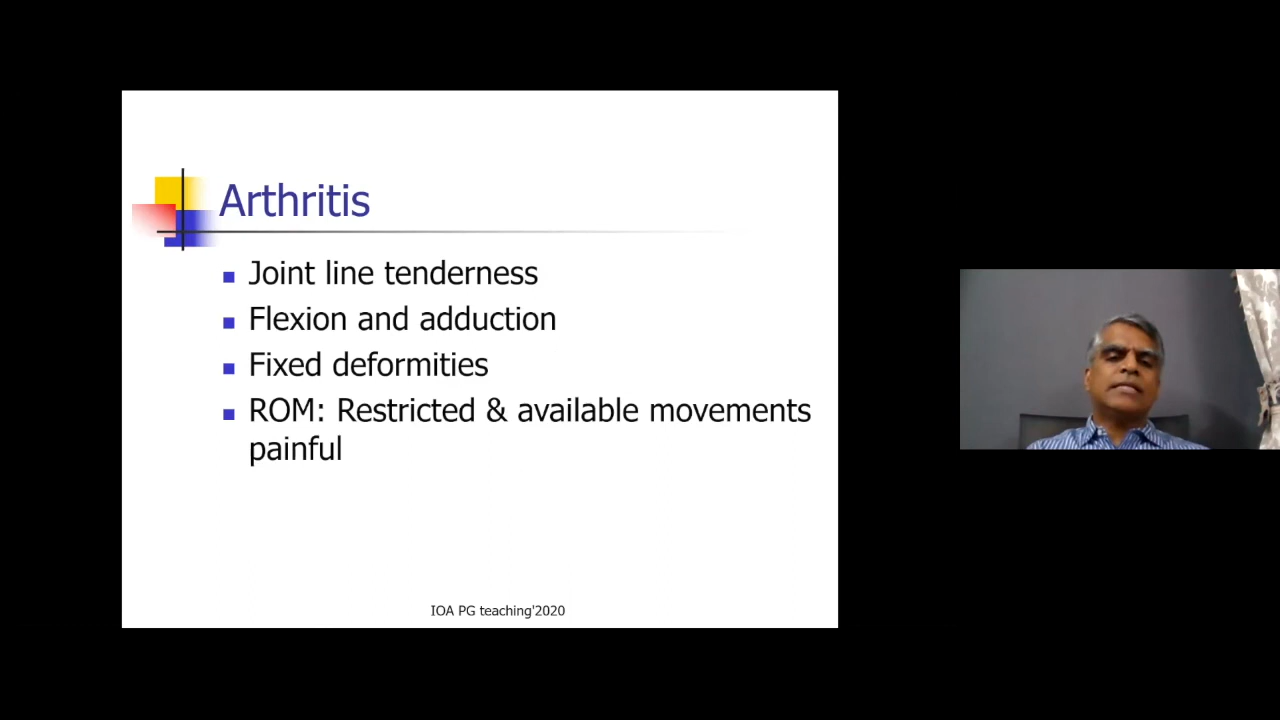 Arthritis
Joint line tenderness
Flexion and adduction
Fixed deformities
ROM: Restricted & available movements
painful
IOA PG teaching'2020